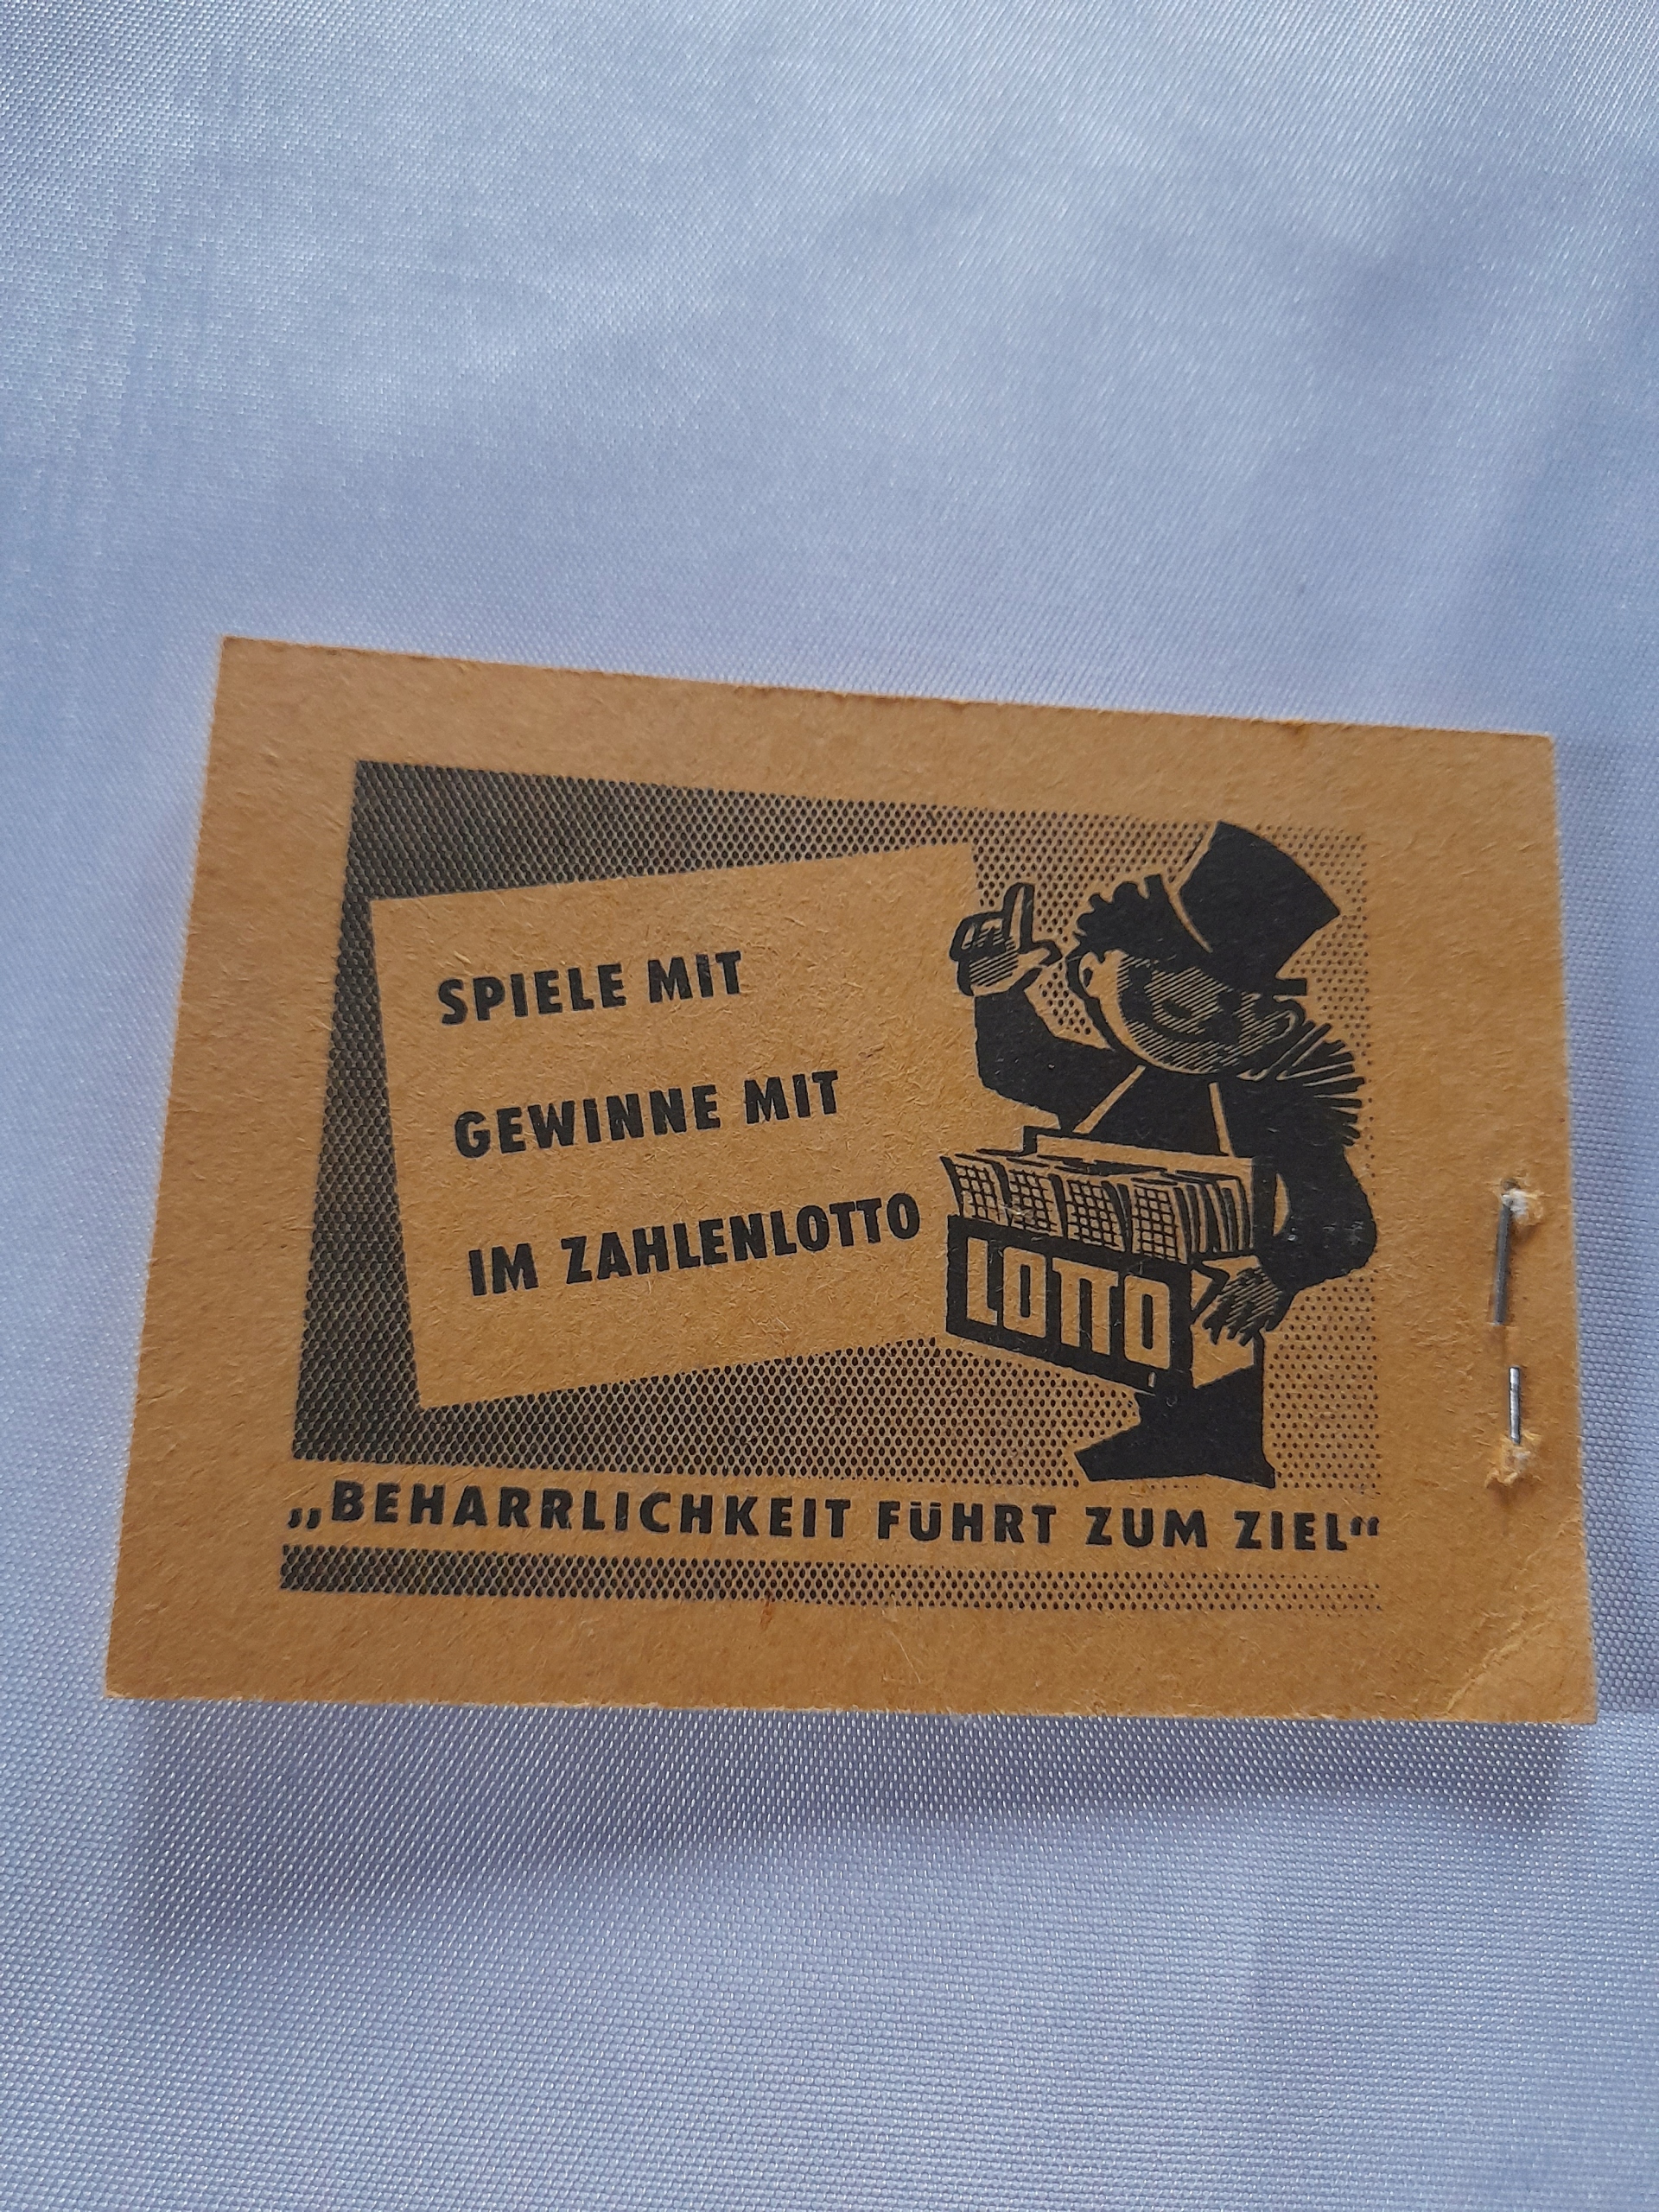 SPIELE MIT
GEWINNE MIT
IM ZAHLENLOTTO
LOTTO
„BEHARRLICHKEIT FÜHRT ZUM ZIEL“